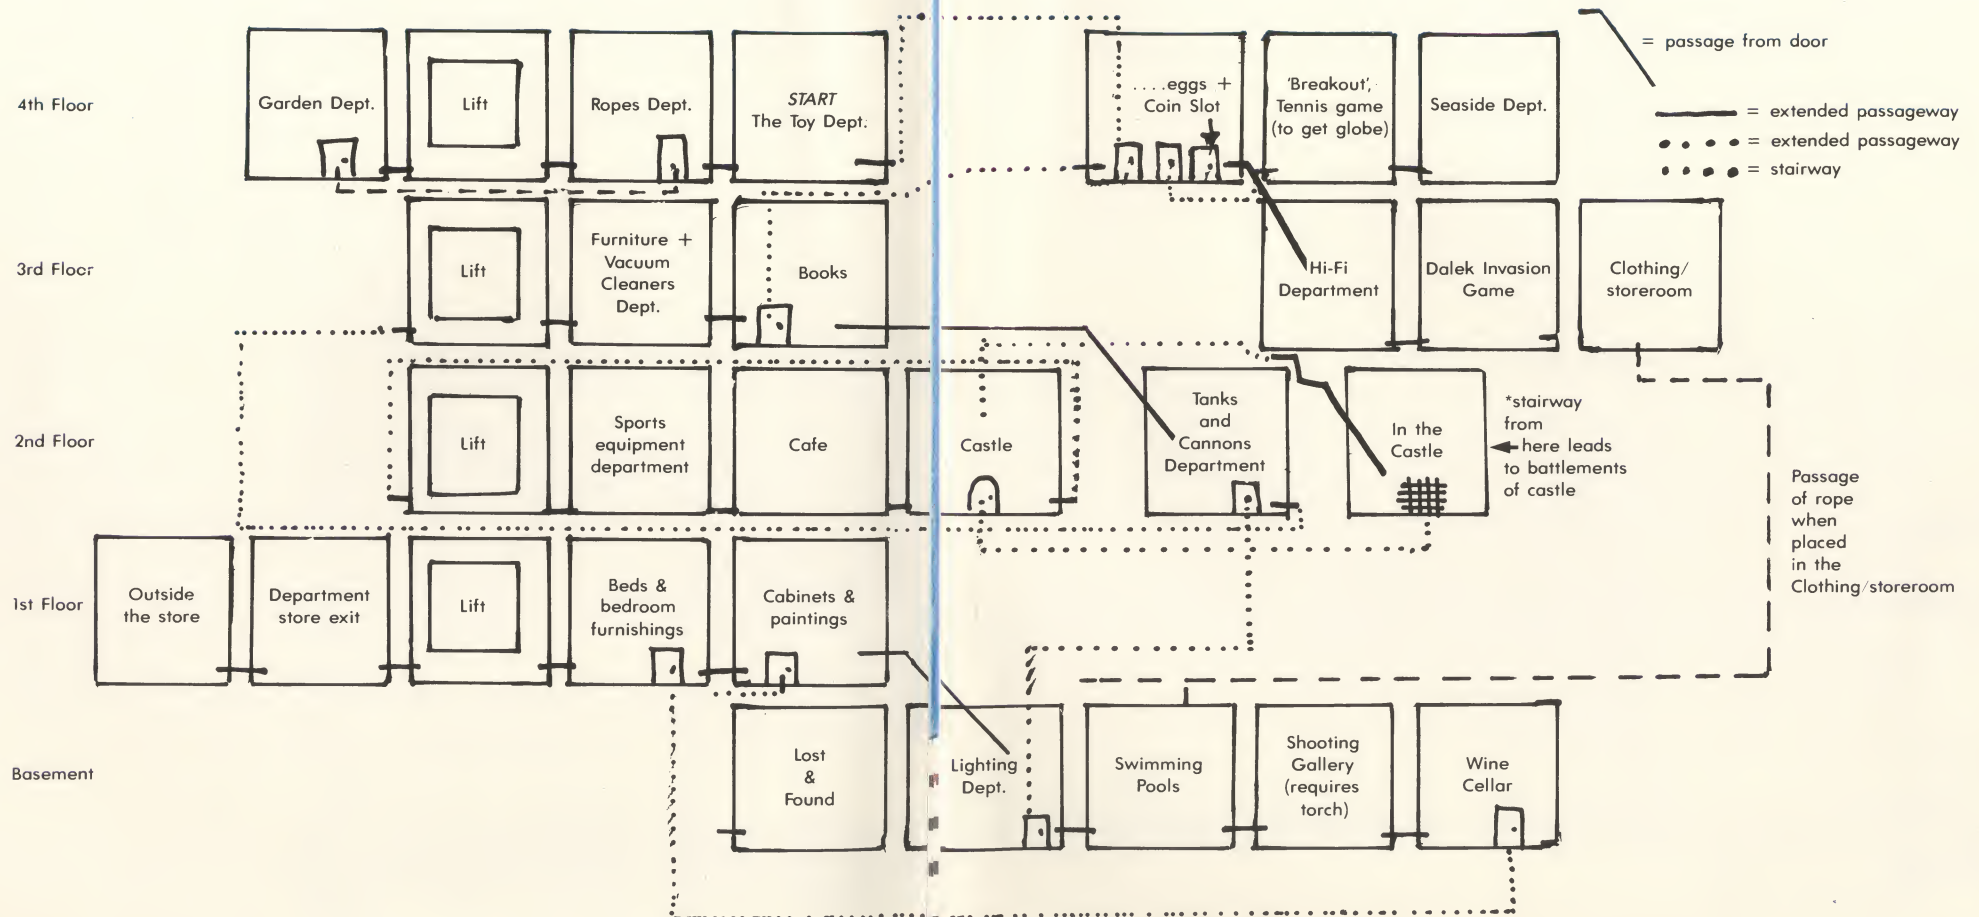 = passage from door
= extended passageway
= extended passageway
= stairway
4th Floor
Garden Dept.
Lift
Ropes Dept.
START
The Toy Dept.
....eggs +
Coin Slot
'Breakout',
Tennis game
(to get globe)
Seaside Dept.
3rd Floor
Lift
Furniture +
Vacuum
Cleaners
Dept.
Books
Hi-Fi
Department
Dalek Invasion
Game
Clothing/
storeroom
2nd Floor
Lift
Sports
equipment
department
Cafe
Castle
Tanks
and
Cannons
Department
In the
Castle
*stairway
from
here leads
to battlements
of castle
Passage
of rope
when
placed
in the
Clothing/storeroom
1st Floor
Outside
the store
Department
store exit
Lift
Beds &
bedroom
furnishings
Cabinets &
paintings
Basement
Lost
&
Found
Lighting
Dept.
Swimming
Pools
Shooting
Gallery
(requires
torch)
Wine
Cellar